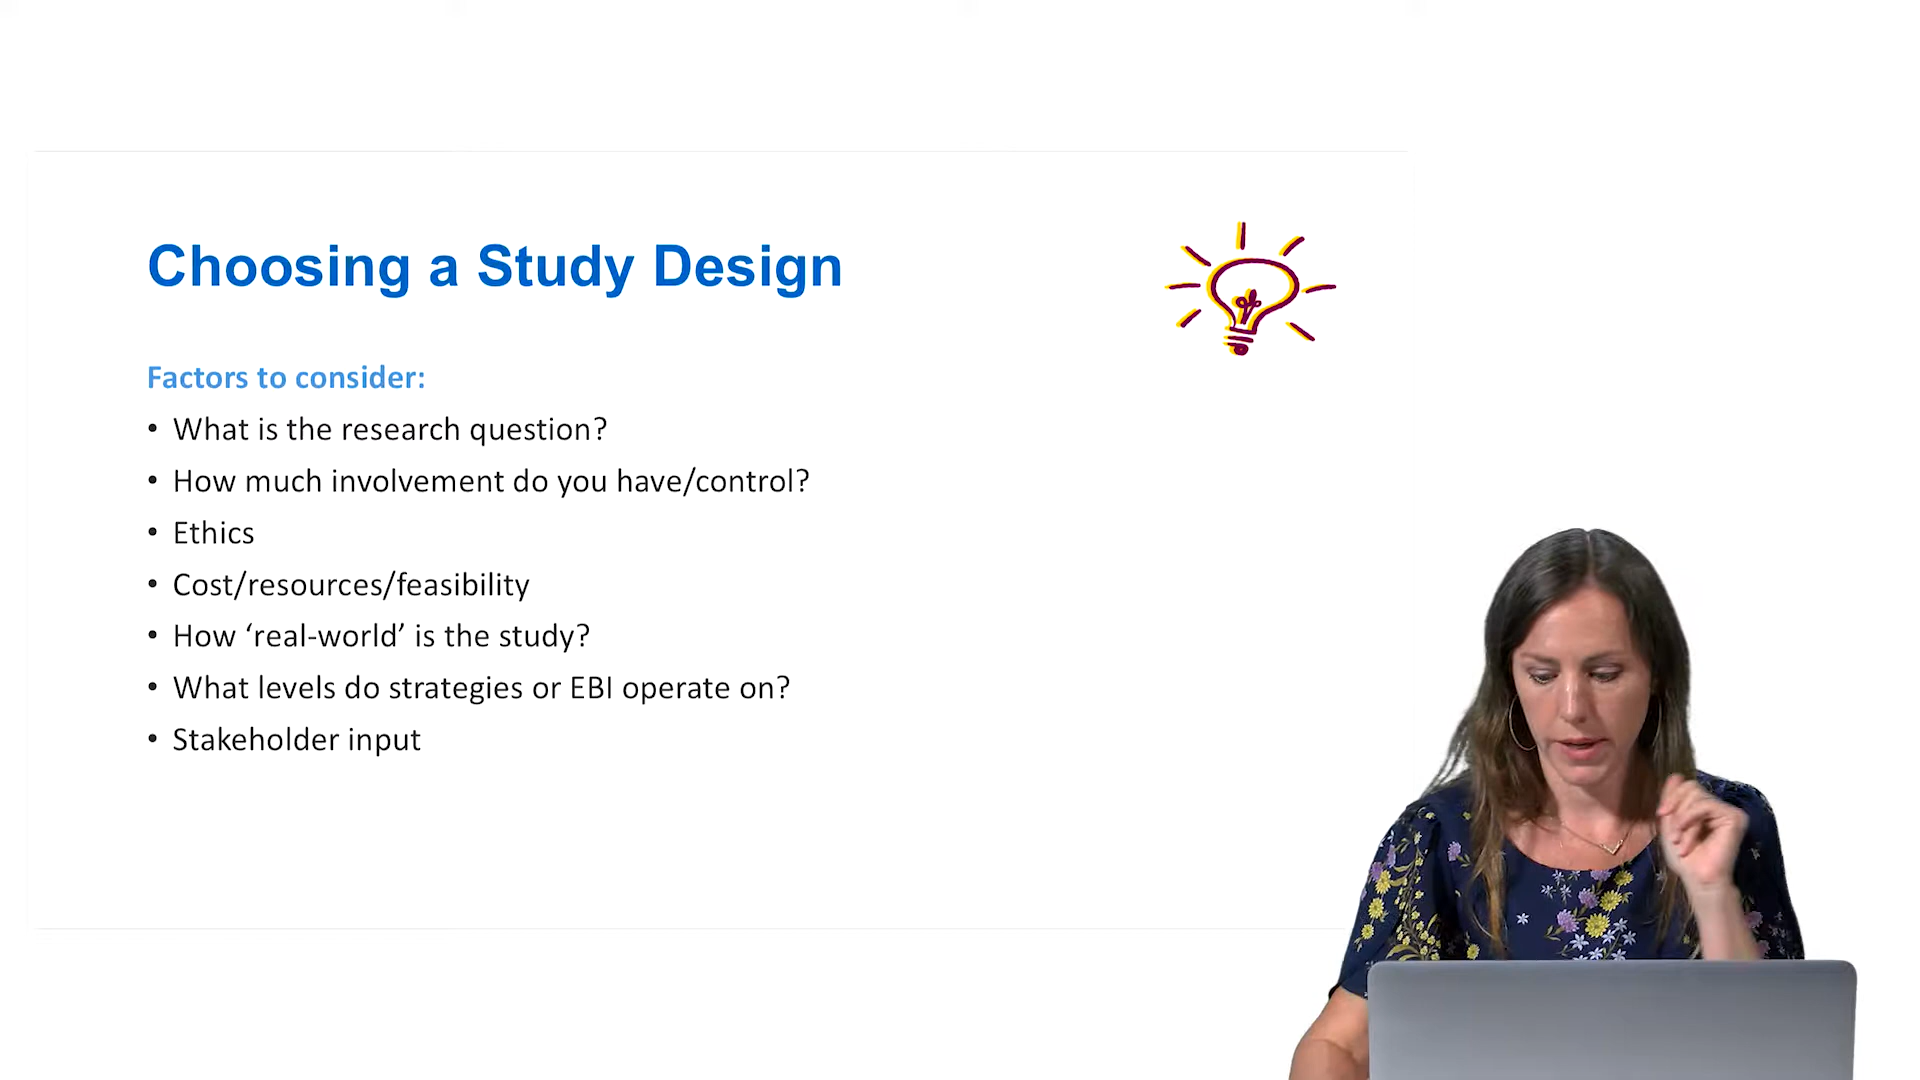 Choosing a Study Design
Factors to consider:
• What is the research question?
• How much involvement do you have/control?
• Ethics
• Cost/resources/feasibility
• How ‘real-world’ is the study?
• What levels do strategies or EBI operate on?
• Stakeholder input